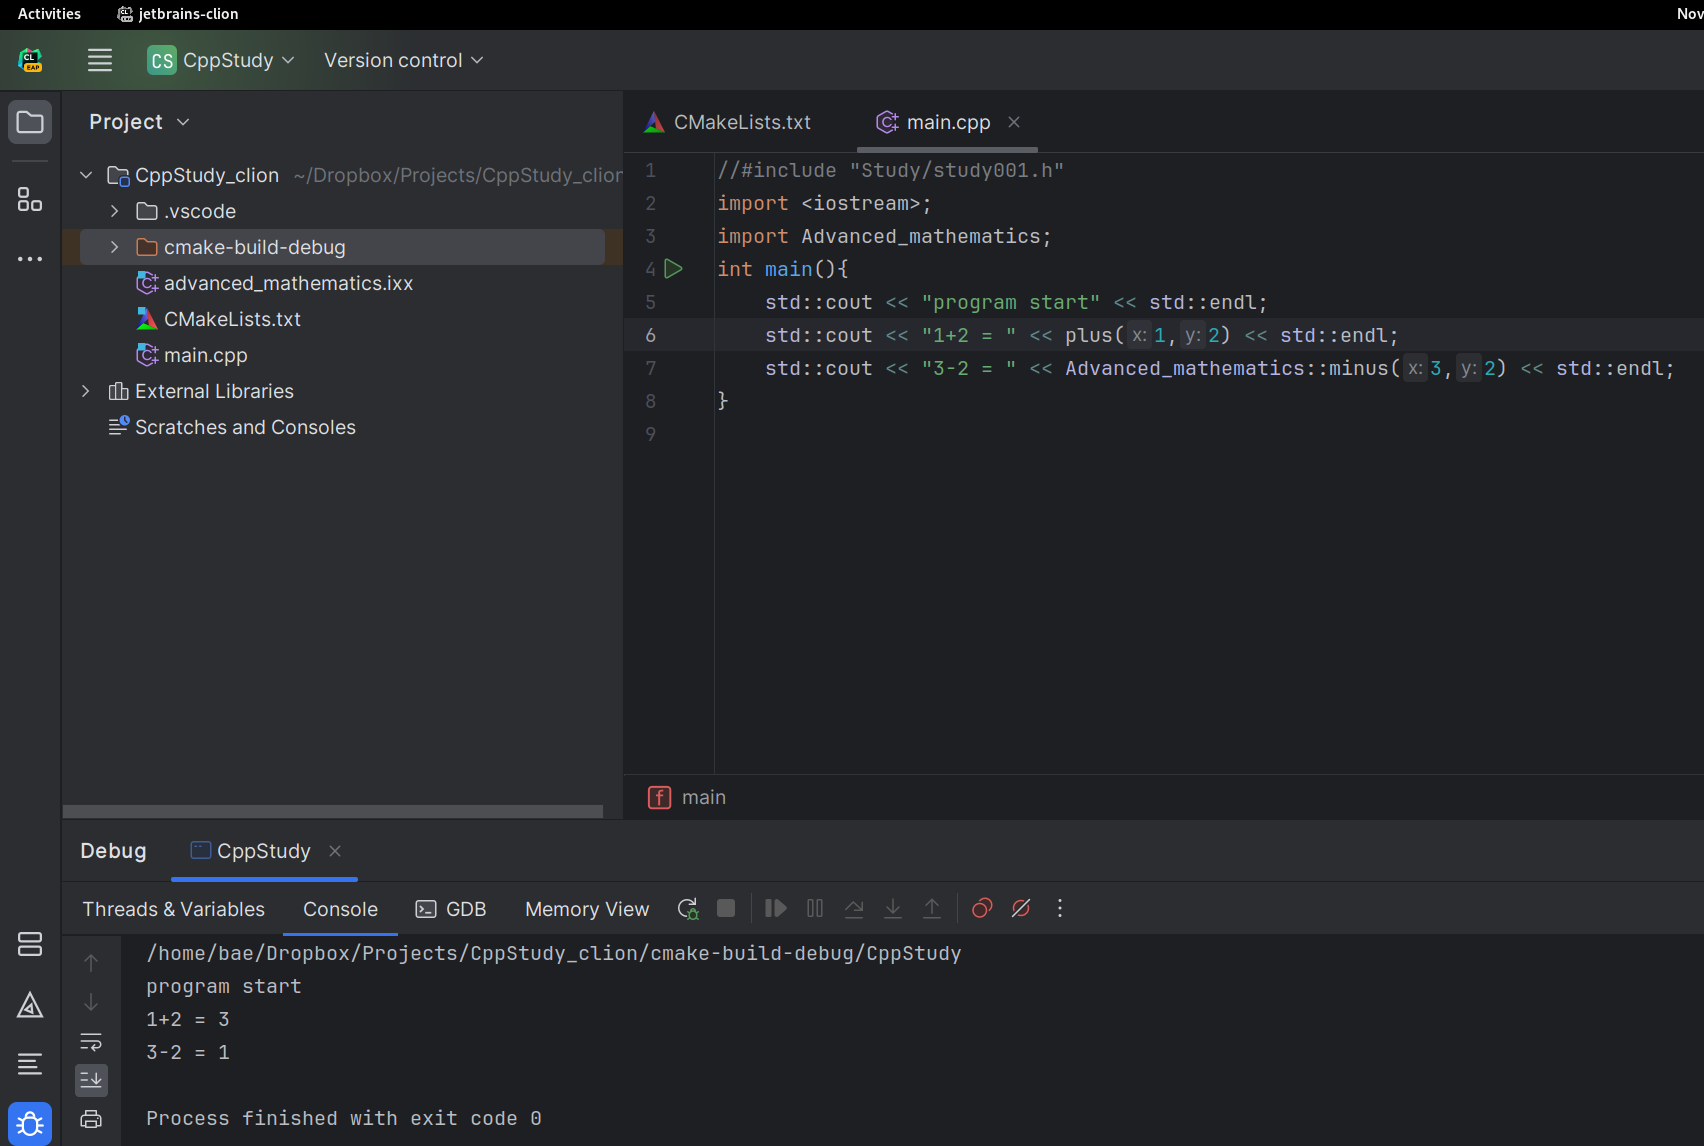 Activities jetbrains-clion Nov
CL EAP CS CppStudy Version control
Project
CppStudy_clion ~/Dropbox/Projects/CppStudy_clion
.vscode
cmake-build-debug
advanced_mathematics.ixx
CMakeLists.txt
main.cpp
External Libraries
Scratches and Consoles
CMakeLists.txt main.cpp
1 //#include "Study/study001.h"
2 import <iostream>;
3 import Advanced_mathematics;
4 int main(){
5 std::cout << "program start" << std::endl;
6 std::cout << "1+2 = " << plus(x:1,y:2) << std::endl;
7 std::cout << "3-2 = " << Advanced_mathematics::minus(x:3,y:2) << std::endl;
8 }
9
f main
Debug CppStudy
Threads & Variables Console GDB Memory View
/home/bae/Dropbox/Projects/CppStudy_clion/cmake-build-debug/CppStudy
program start
1+2 = 3
3-2 = 1
Process finished with exit code 0